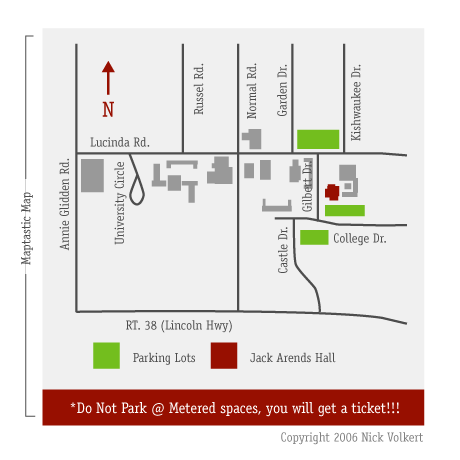 Maptastic Map
N
Russel Rd.
Normal Rd.
Garden Dr.
Kishwaukee Dr.
Lucinda Rd.
Annie Glidden Rd.
University Circle
Gilbert Dr.
Castle Dr.
College Dr.
RT. 38 (Lincoln Hwy)
Parking Lots
Jack Arends Hall
*Do Not Park @ Metered spaces, you will get a ticket!!!
Copyright 2006 Nick Volkert